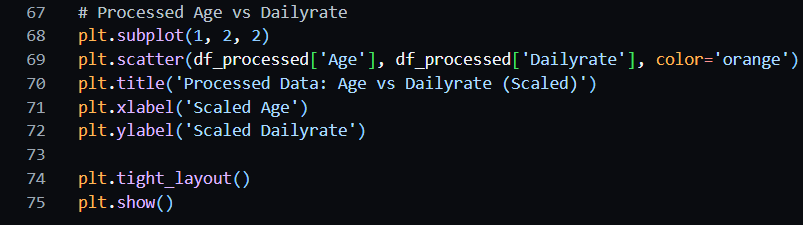 67 # Processed Age vs Dailyrate
68 plt.subplot(1, 2, 2)
69 plt.scatter(df_processed['Age'], df_processed['Dailyrate'], color='orange')
70 plt.title('Processed Data: Age vs Dailyrate (Scaled)')
71 plt.xlabel('Scaled Age')
72 plt.ylabel('Scaled Dailyrate')
73
74 plt.tight_layout()
75 plt.show()